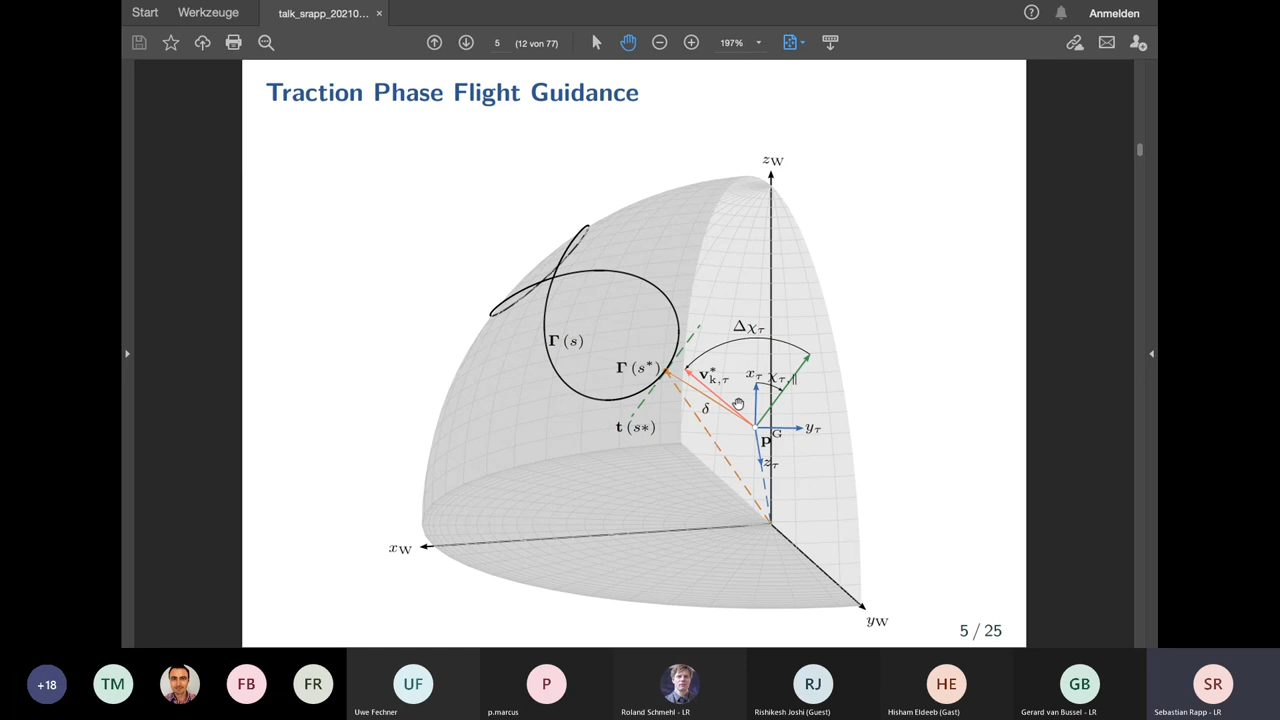 Start
Werkzeuge
talk_srapp_20210... ×
Anmelden
5
(12 von 77)
197%
Traction Phase Flight Guidance
zW
Δχτ
Γ (s)
Γ (s*)
v*k,τ
xτ
χτ,∥
δ
t (s*)
yτ
pG
zτ
xW
yW
5 / 25
+18
TM
FB
FR
UF
P
RJ
HE
GB
SR
Uwe Fechner
p.marcus
Roland Schmehl - LR
Rishikesh Joshi (Guest)
Hisham Eldeeb (Gast)
Gerard van Bussel - LR
Sebastian Rapp - LR